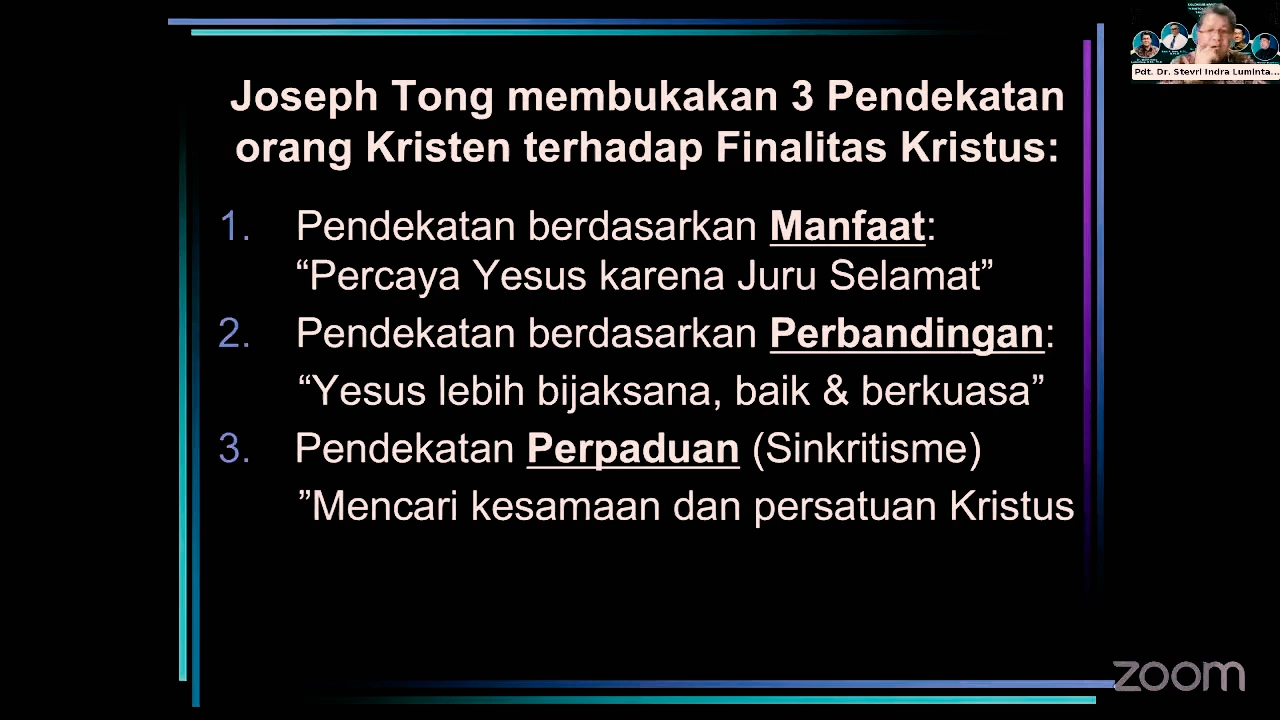 Joseph Tong membukakan 3 Pendekatan
orang Kristen terhadap Finalitas Kristus:
1. Pendekatan berdasarkan Manfaat:
“Percaya Yesus karena Juru Selamat”
2. Pendekatan berdasarkan Perbandingan:
“Yesus lebih bijaksana, baik & berkuasa”
3. Pendekatan Perpaduan (Sinkritisme)
”Mencari kesamaan dan persatuan Kristus
Pdt. Dr. Stevri Indra Luminta...
zoom